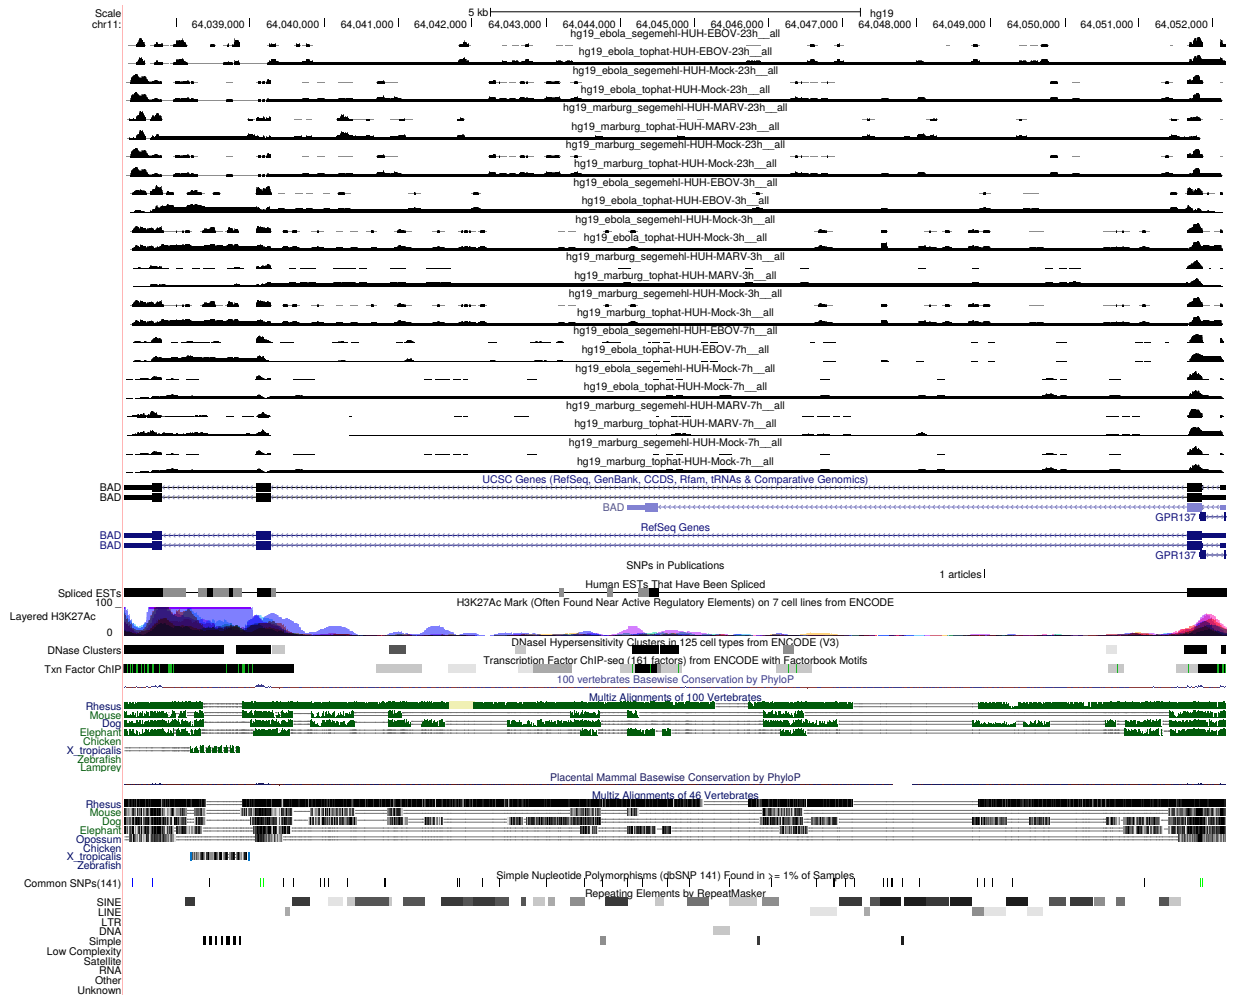 Scale 5 kb hg19
chr11: 64,039,000 64,040,000 64,041,000 64,042,000 64,043,000 64,044,000 64,045,000 64,046,000 64,047,000 64,048,000 64,049,000 64,050,000 64,051,000 64,052,000
hg19_ebola_segemehl-HUH-EBOV-23h__all
hg19_ebola_tophat-HUH-EBOV-23h__all
hg19_ebola_segemehl-HUH-Mock-23h__all
hg19_ebola_tophat-HUH-Mock-23h__all
hg19_marburg_segemehl-HUH-MARV-23h__all
hg19_marburg_tophat-HUH-MARV-23h__all
hg19_marburg_segemehl-HUH-Mock-23h__all
hg19_marburg_tophat-HUH-Mock-23h__all
hg19_ebola_segemehl-HUH-EBOV-3h__all
hg19_ebola_tophat-HUH-EBOV-3h__all
hg19_ebola_segemehl-HUH-Mock-3h__all
hg19_ebola_tophat-HUH-Mock-3h__all
hg19_marburg_segemehl-HUH-MARV-3h__all
hg19_marburg_tophat-HUH-MARV-3h__all
hg19_marburg_segemehl-HUH-Mock-3h__all
hg19_marburg_tophat-HUH-Mock-3h__all
hg19_ebola_segemehl-HUH-EBOV-7h__all
hg19_ebola_tophat-HUH-EBOV-7h__all
hg19_ebola_segemehl-HUH-Mock-7h__all
hg19_ebola_tophat-HUH-Mock-7h__all
hg19_marburg_segemehl-HUH-MARV-7h__all
hg19_marburg_tophat-HUH-MARV-7h__all
hg19_marburg_segemehl-HUH-Mock-7h__all
hg19_marburg_tophat-HUH-Mock-7h__all
UCSC Genes (RefSeq, GenBank, CCDS, Rfam, tRNAs & Comparative Genomics)
BAD
BAD
BAD
GPR137
RefSeq Genes
BAD
BAD
GPR137
SNPs in Publications
1 articles
Human ESTs That Have Been Spliced
Spliced ESTs
H3K27Ac Mark (Often Found Near Active Regulatory Elements) on 7 cell lines from ENCODE
100
Layered H3K27Ac
0
DNaseI Hypersensitivity Clusters in 125 cell types from ENCODE (V3)
DNase Clusters
Transcription Factor ChIP-seq (161 factors) from ENCODE with Factorbook Motifs
Txn Factor ChIP
100 vertebrates Basewise Conservation by PhyloP
Multiz Alignments of 100 Vertebrates
Rhesus
Mouse
Dog
Elephant
Chicken
X_tropicalis
Zebrafish
Lamprey
Placental Mammal Basewise Conservation by PhyloP
Multiz Alignments of 46 Vertebrates
Rhesus
Mouse
Dog
Elephant
Opossum
Chicken
X_tropicalis
Zebrafish
Simple Nucleotide Polymorphisms (dbSNP 141) Found in >= 1% of Samples
Common SNPs(141)
Repeating Elements by RepeatMasker
SINE
LINE
LTR
DNA
Simple
Low Complexity
Satellite
RNA
Other
Unknown